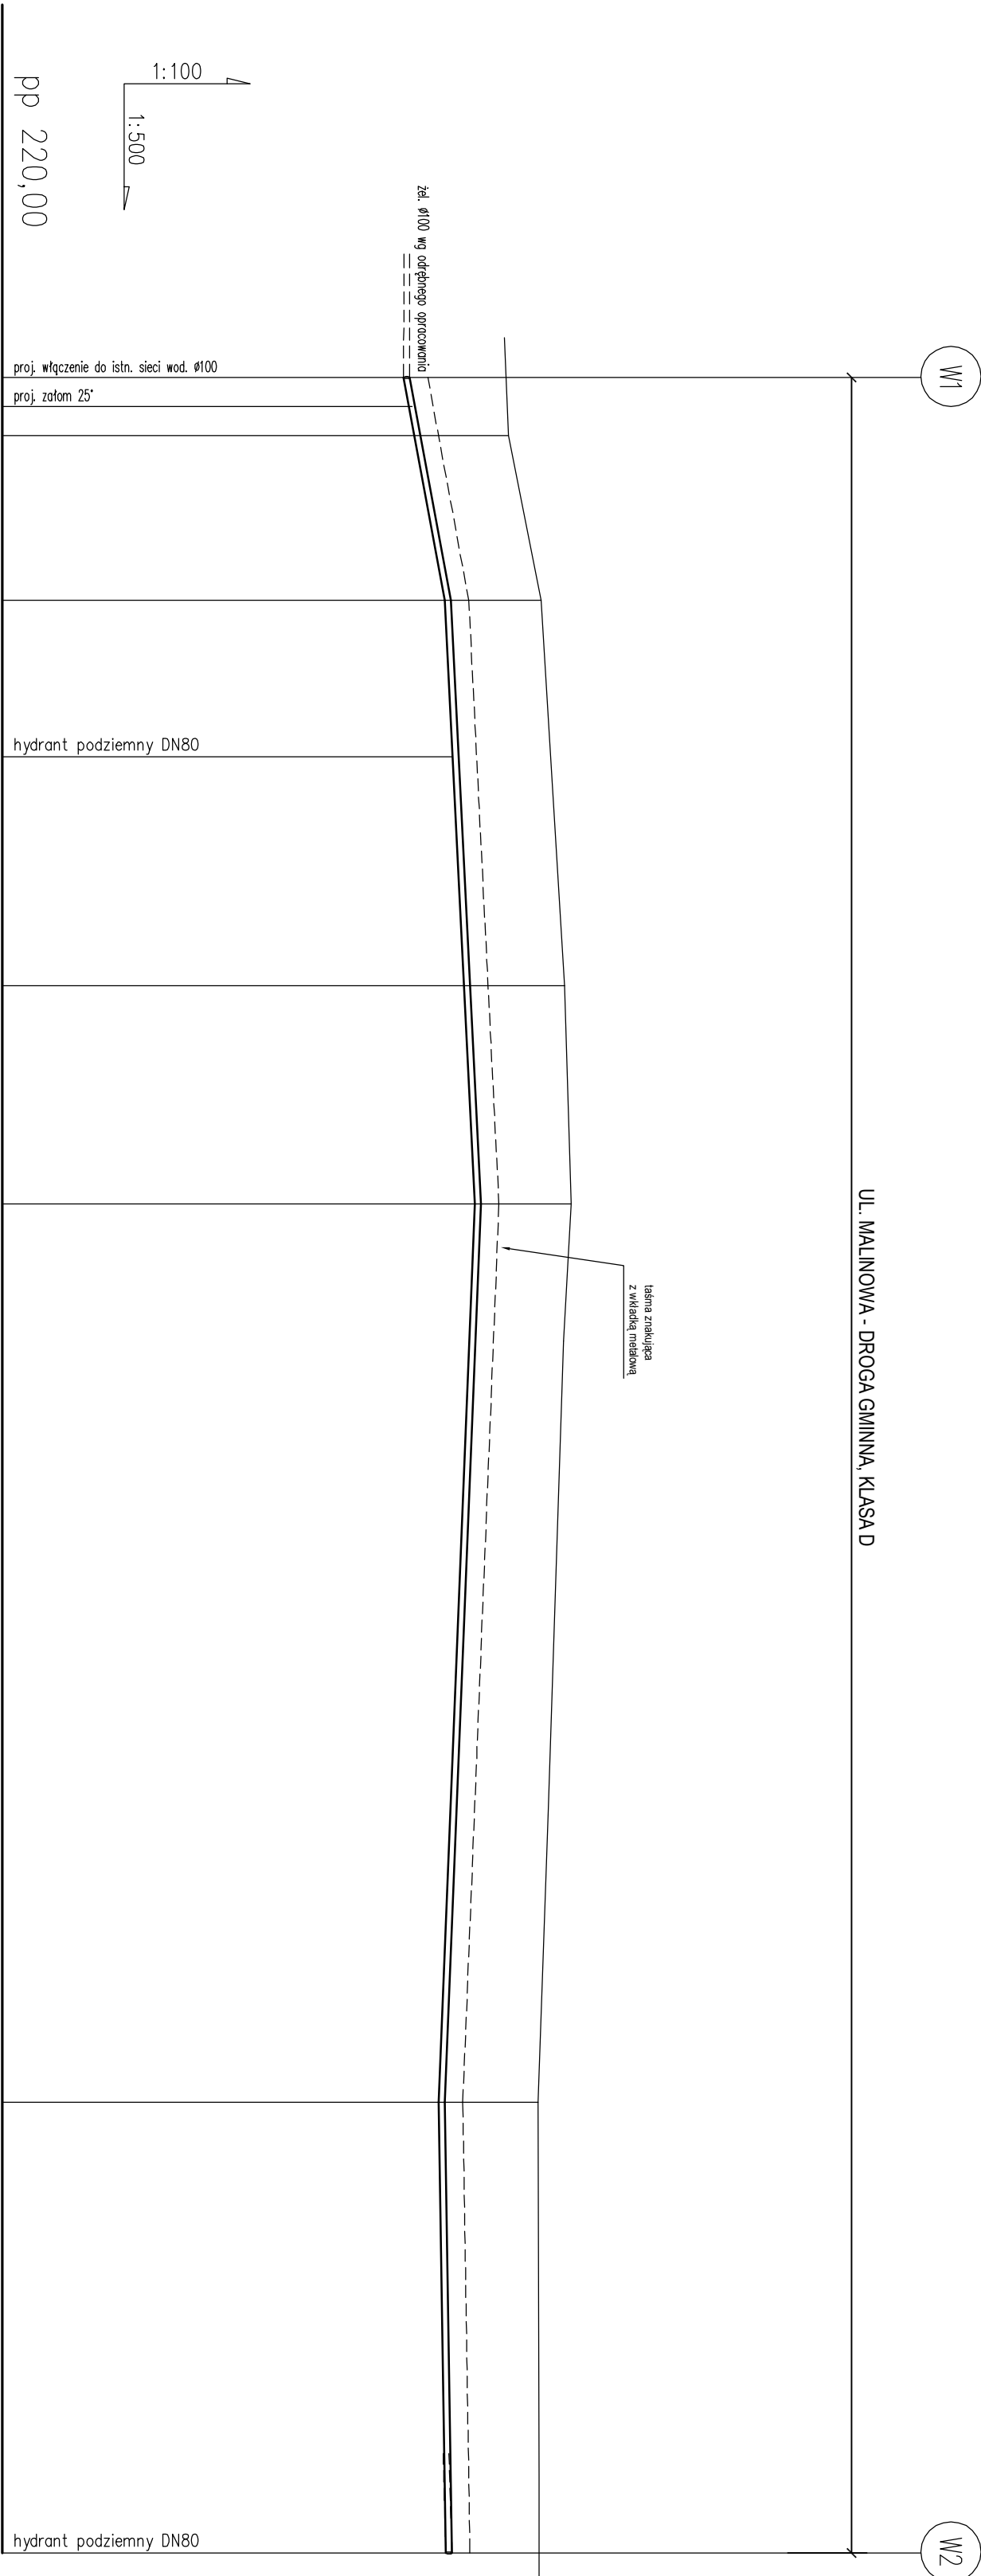 W1
UL. MALINOWA - DROGA GMINNA, KLASA D
W2
taśma znakująca
z wkładką metalową
żel. ø100 wg odrębnego opracowania
1:100
1:500
pp 220,00
proj. włączenie do istn. sieci wod. ø100
proj. załom 25°
hydrant podziemny DN80
hydrant podziemny DN80